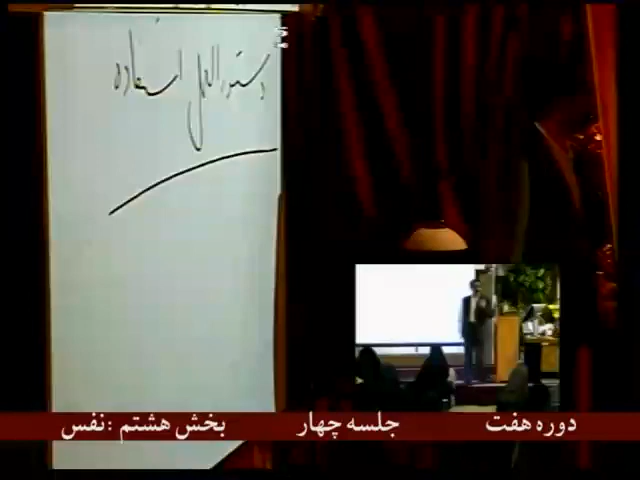 دستورالعمل استفاده
دوره هفت جلسه چهار بخش هشتم :نفس